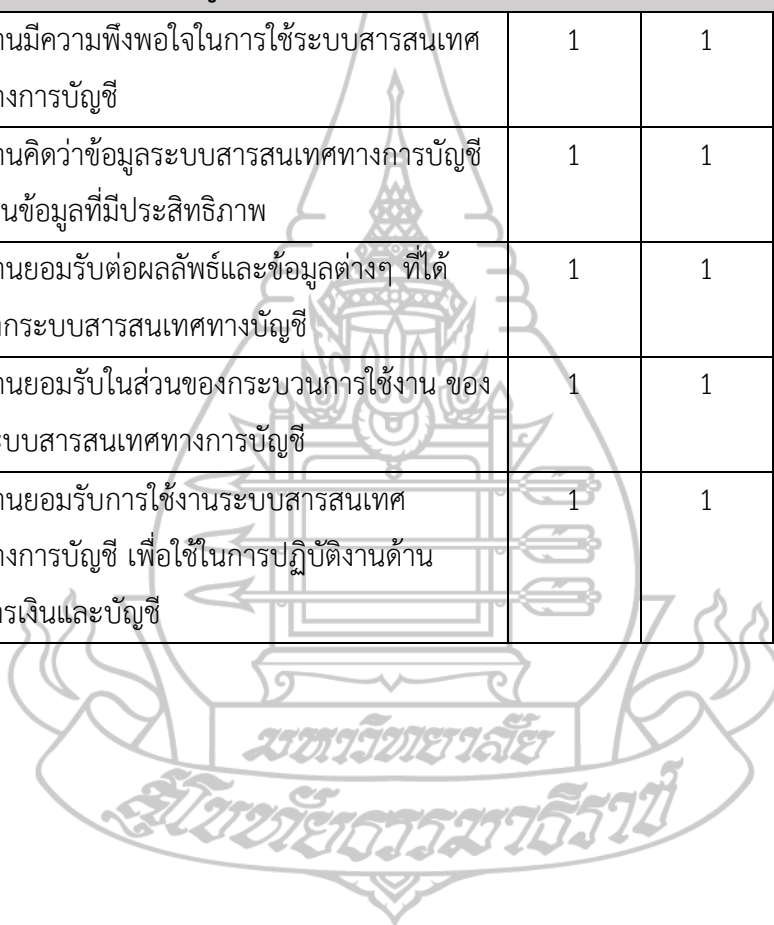 านมีความพึงพอใจในการใช้ระบบสารสนเทศ 1 1
างการบัญชี
านคิดว่าข้อมูลระบบสารสนเทศทางการบัญชี 1 1
นข้อมูลที่มีประสิทธิภาพ
านยอมรับต่อผลลัพธ์และข้อมูลต่างๆ ที่ได้ 1 1
ากระบบสารสนเทศทางบัญชี
านยอมรับในส่วนของกระบวนการใช้งาน ของ 1 1
ะบบสารสนเทศทางการบัญชี
านยอมรับการใช้งานระบบสารสนเทศ 1 1
างการบัญชี เพื่อใช้ในการปฏิบัติงานด้าน
ารเงินและบัญชี
มหาวิทยาลัย
สุโขทัยธรรมาธิราช